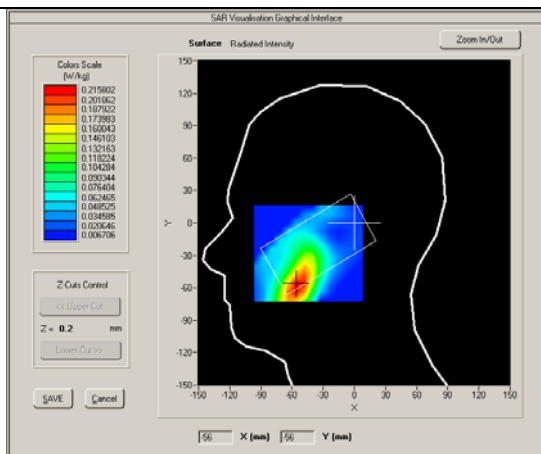 SAR Visualisation Graphical Interface
Surface Radiated Intensity
Zoom In/Out
Colors Scale
(W/kg)
0.215802
0.201862
0.187922
0.173983
0.160043
0.146103
0.132163
0.118224
0.104284
0.090344
0.076404
0.062465
0.048525
0.034585
0.020646
0.006706
Z Cuts Control
<< Upper Cut
Z = 0.2 mm
Lower Cut >>
SAVE Cancel
150
120
90
60
30
0
-30
-60
-90
-120
-150
Y
-150 -120 -90 -60 -30 0 30 60 90 120 150
X
-56 X (mm) -56 Y (mm)